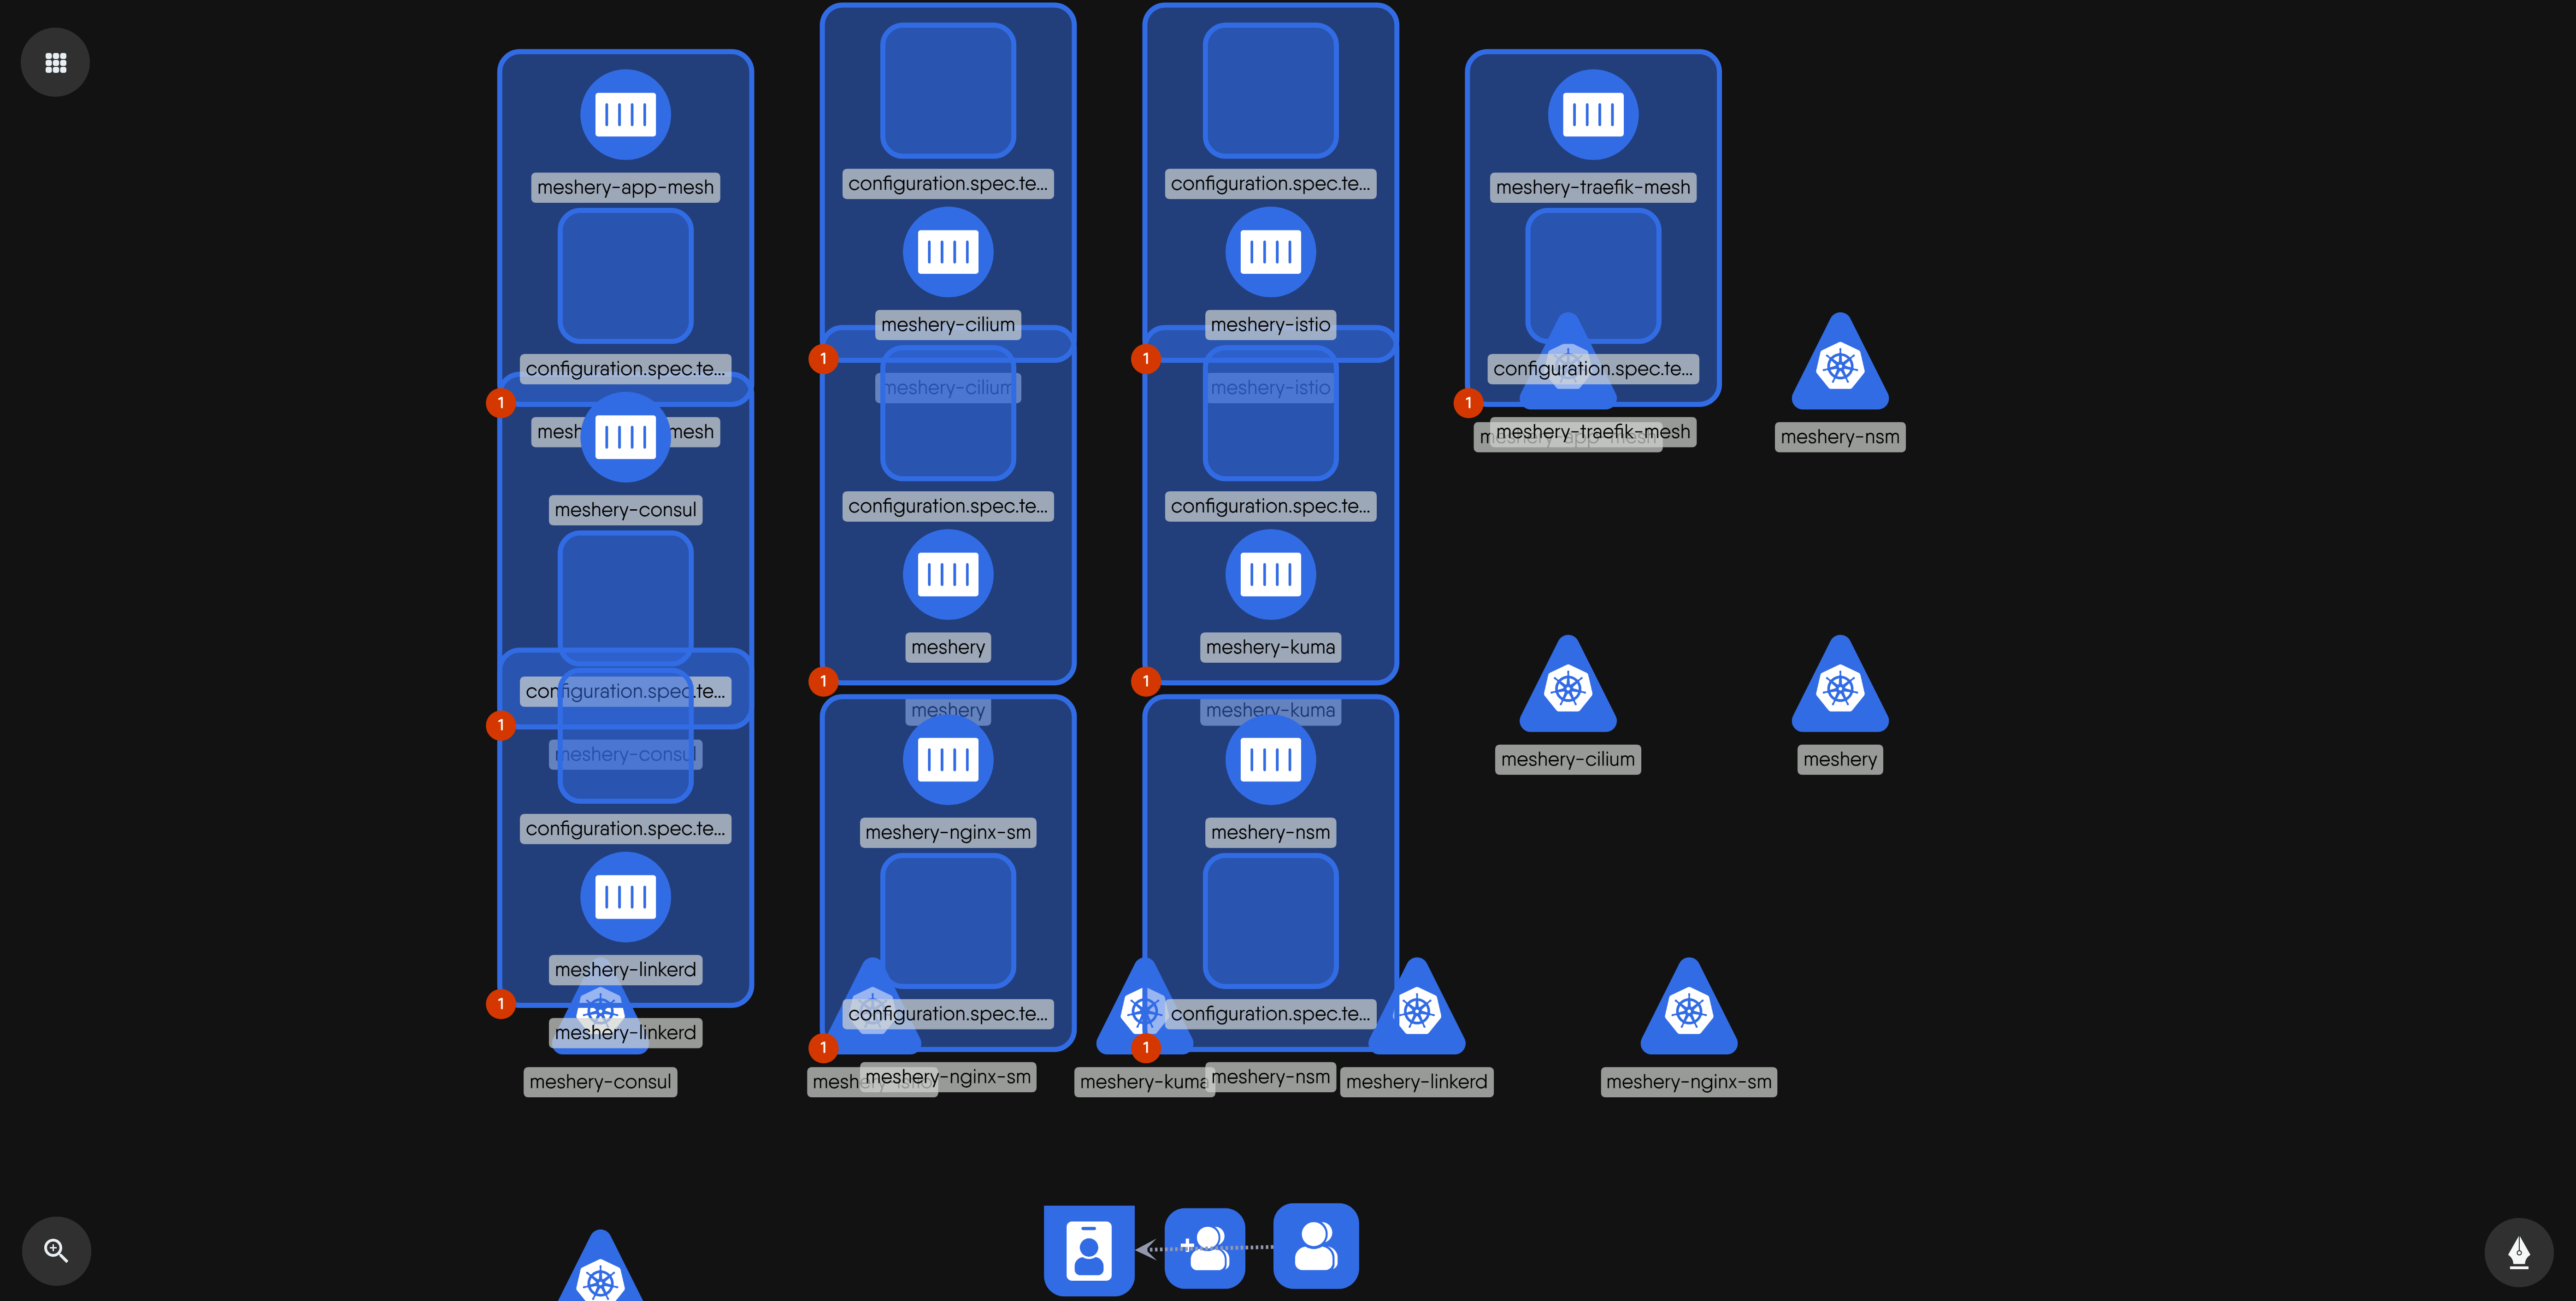 meshery-app-mesh
configuration.spec.te...
1
mesh
mesh
meshery-consul
configuration.spec.te...
1
meshery-consul
configuration.spec.te...
meshery-linkerd
1
meshery-linkerd
meshery-consul
configuration.spec.te...
meshery-cilium
1
meshery-cilium
configuration.spec.te...
meshery
1
meshery
meshery-nginx-sm
configuration.spec.te...
1
meshery-nginx-sm
configuration.spec.te...
meshery-istio
1
meshery-istio
configuration.spec.te...
meshery-kuma
1
meshery-kuma
meshery-nsm
configuration.spec.te...
1
meshery-kuma
meshery-nsm
meshery-linkerd
meshery-traefik-mesh
configuration.spec.te...
1
meshery-traefik-mesh
meshery-nsm
meshery-cilium
meshery
meshery-nginx-sm